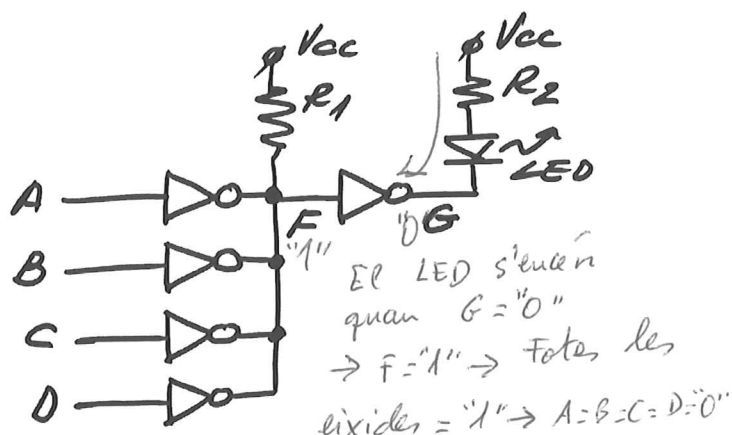 Vcc
Vcc
R1
R2
LED
A
F
G
"1"
"0"
B
C
D
El LED s'encén
quan G = "0"
→ F = "1" → Totes les
eixides = "1" → A=B=C=D="0"